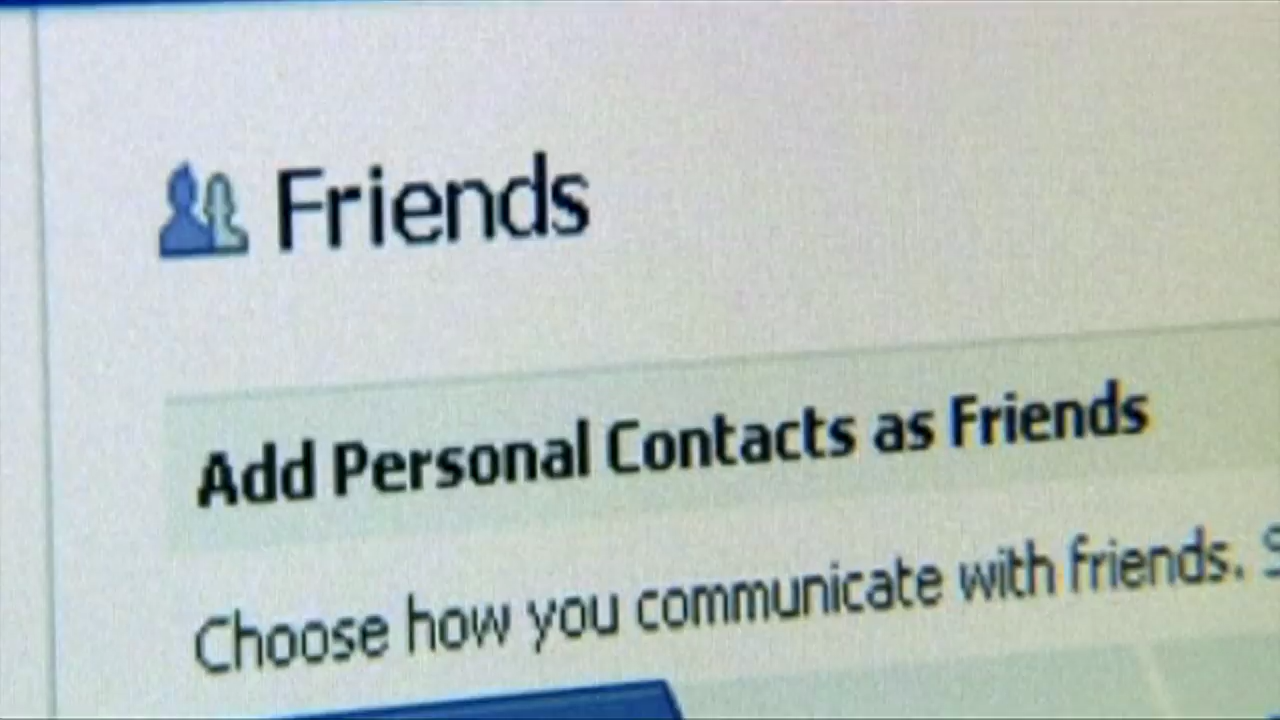 Friends
Add Personal Contacts as Friends
Choose how you communicate with friends.